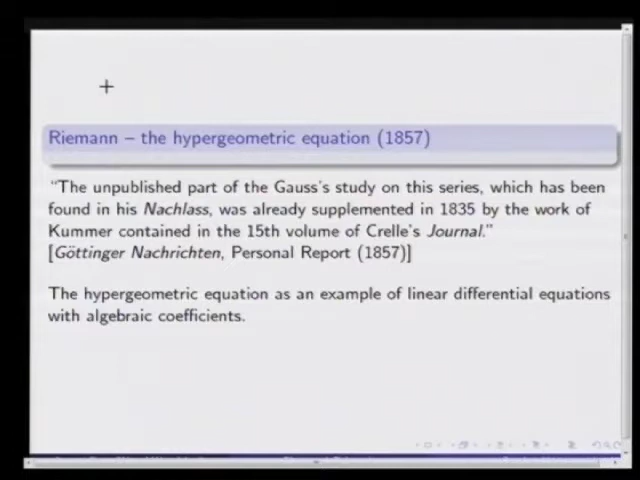 Riemann – the hypergeometric equation (1857)
“The unpublished part of the Gauss's study on this series, which has been
found in his Nachlass, was already supplemented in 1835 by the work of
Kummer contained in the 15th volume of Crelle's Journal.”
[Göttinger Nachrichten, Personal Report (1857)]
The hypergeometric equation as an example of linear differential equations
with algebraic coefficients.